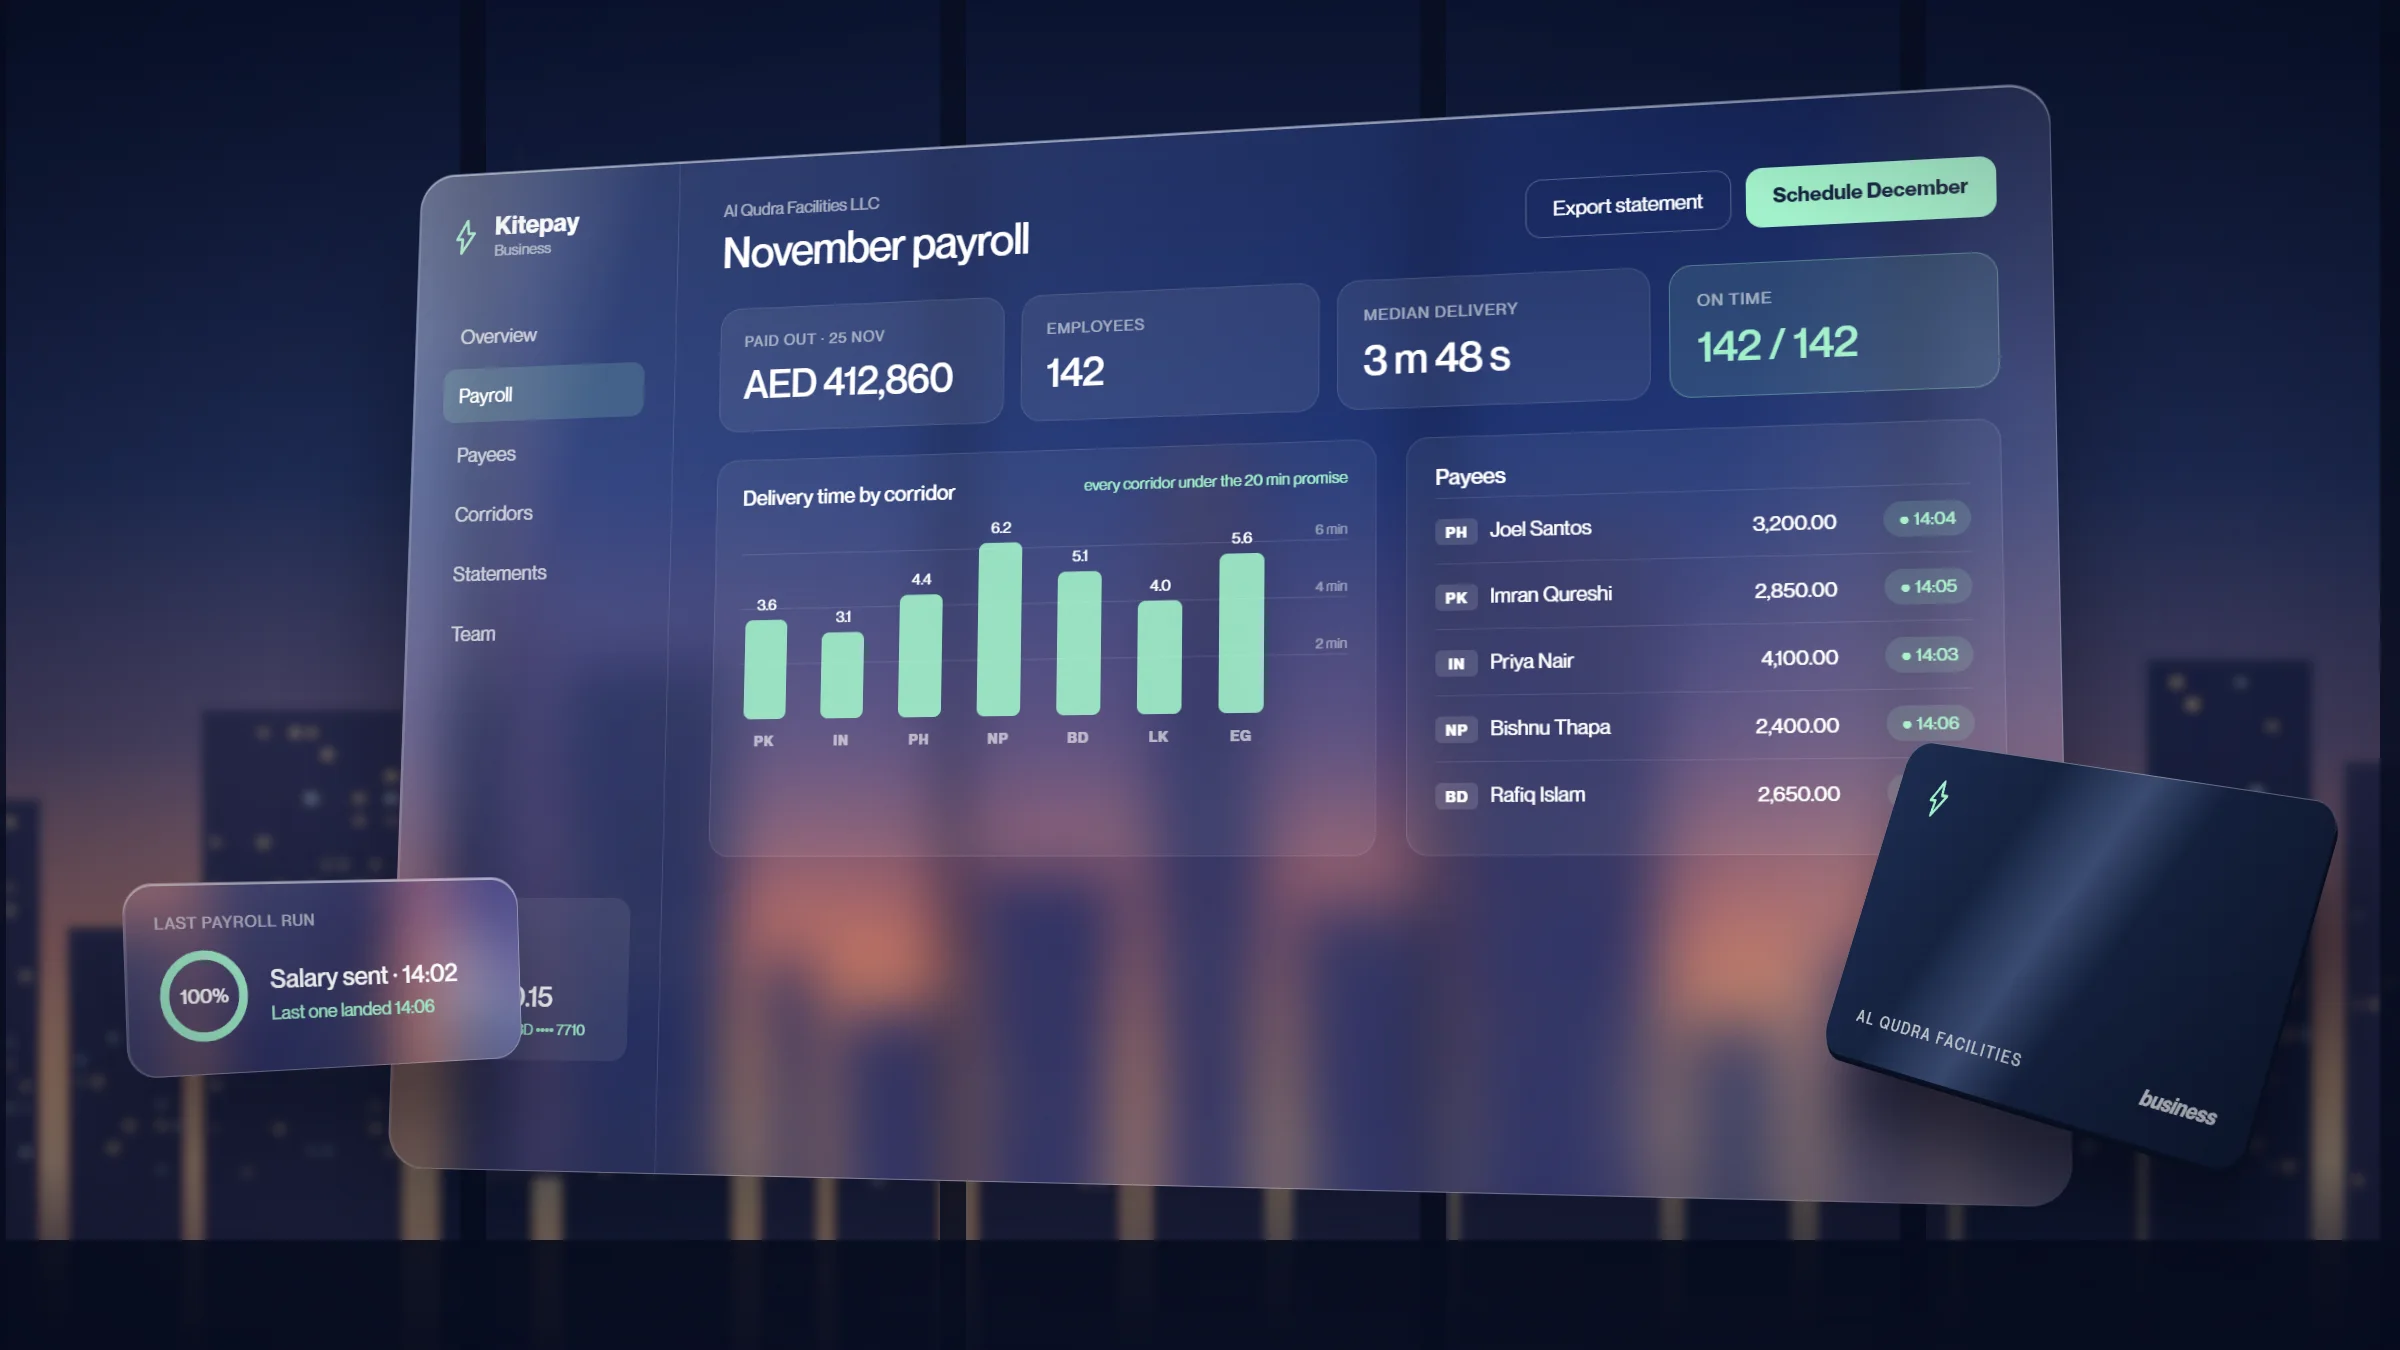 Kitepay
Business
Overview
Payroll
Payees
Corridors
Statements
Team
Al Qudra Facilities LLC
November payroll
Export statement
Schedule December
PAID OUT · 25 NOV
AED 412,860
EMPLOYEES
142
MEDIAN DELIVERY
3 m 48 s
ON TIME
142 / 142
Delivery time by corridor
every corridor under the 20 min promise
6 min
4 min
2 min
3.6
3.1
4.4
6.2
5.1
4.0
5.6
PK
IN
PH
NP
BD
LK
EG
Payees
PH Joel Santos 3,200.00 14:04
PK Imran Qureshi 2,850.00 14:05
IN Priya Nair 4,100.00 14:03
NP Bishnu Thapa 2,400.00 14:06
BD Rafiq Islam 2,650.00
LAST PAYROLL RUN
100%
Salary sent · 14:02
Last one landed 14:06
.15
•••• 7710
AL QUDRA FACILITIES
business